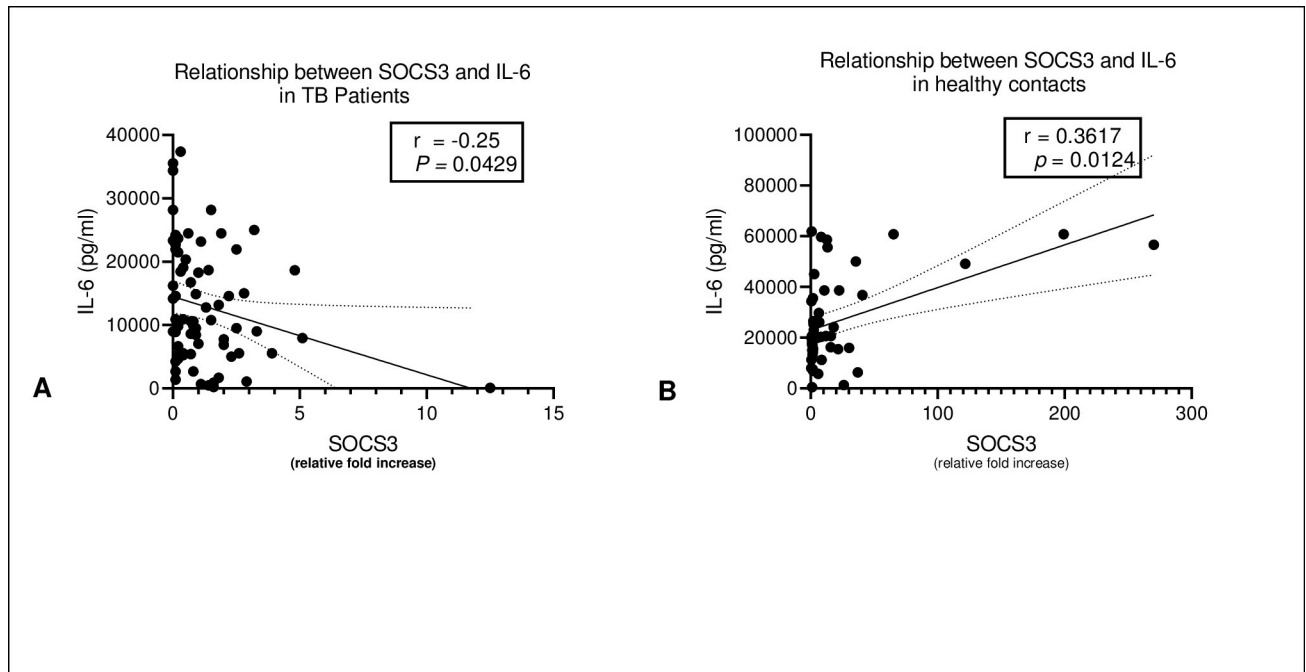 Relationship between SOCS3 and IL-6
in TB Patients
r = -0.25
P = 0.0429
40000
30000
20000
10000
0
IL-6 (pg/ml)
0 5 10 15
SOCS3
(relative fold increase)
A
Relationship between SOCS3 and IL-6
in healthy contacts
r = 0.3617
p = 0.0124
100000
80000
60000
40000
20000
0
IL-6 (pg/ml)
0 100 200 300
SOCS3
(relative fold increase)
B